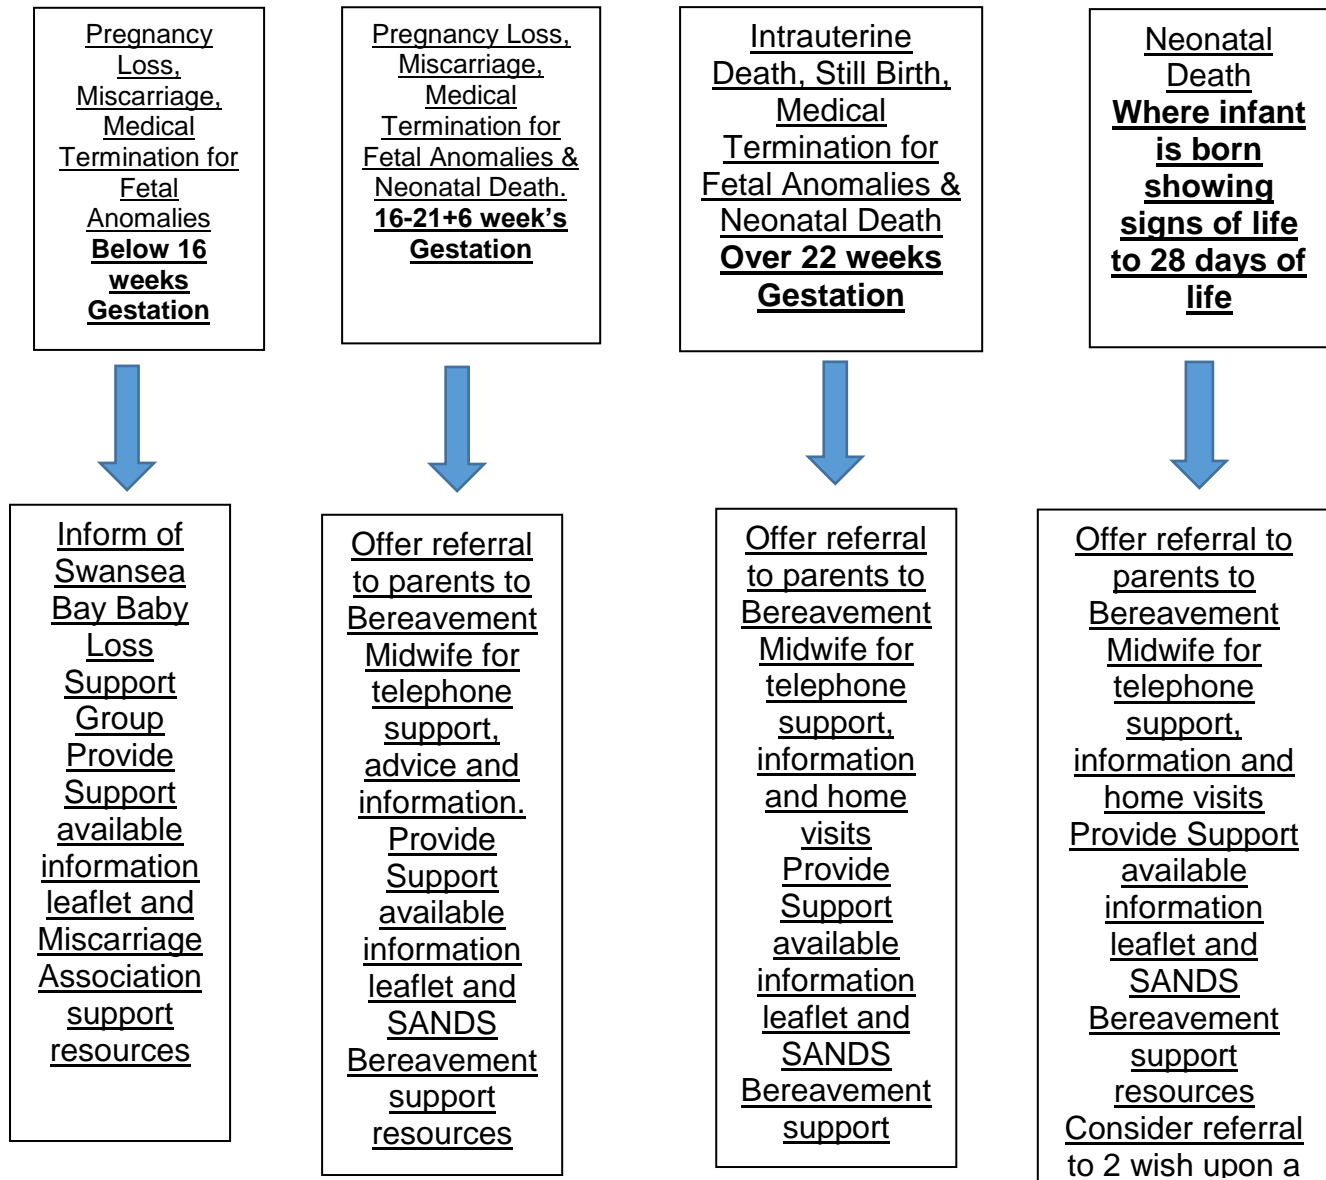 Pregnancy
Loss,
Miscarriage,
Medical
Termination for
Fetal
Anomalies
Below 16
weeks
Gestation
Pregnancy Loss,
Miscarriage,
Medical
Termination for
Fetal Anomalies &
Neonatal Death.
16-21+6 week’s
Gestation
Intrauterine
Death, Still Birth,
Medical
Termination for
Fetal Anomalies &
Neonatal Death
Over 22 weeks
Gestation
Neonatal
Death
Where infant
is born
showing
signs of life
to 28 days of
life
Inform of
Swansea
Bay Baby
Loss
Support
Group
Provide
Support
available
information
leaflet and
Miscarriage
Association
support
resources
Offer referral
to parents to
Bereavement
Midwife for
telephone
support,
advice and
information.
Provide
Support
available
information
leaflet and
SANDS
Bereavement
support
resources
Offer referral
to parents to
Bereavement
Midwife for
telephone
support,
information
and home
visits
Provide
Support
available
information
leaflet and
SANDS
Bereavement
support
Offer referral to
parents to
Bereavement
Midwife for
telephone
support,
information and
home visits
Provide Support
available
information
leaflet and
SANDS
Bereavement
support
resources
Consider referral
to 2 wish upon a